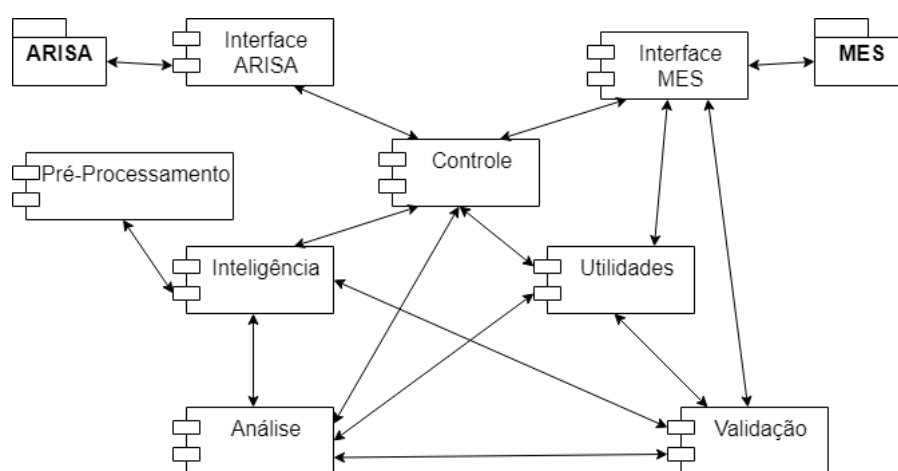 ARISA
Interface
ARISA
Interface
MES
MES
Controle
Pré-Processamento
Inteligência
Utilidades
Análise
Validação